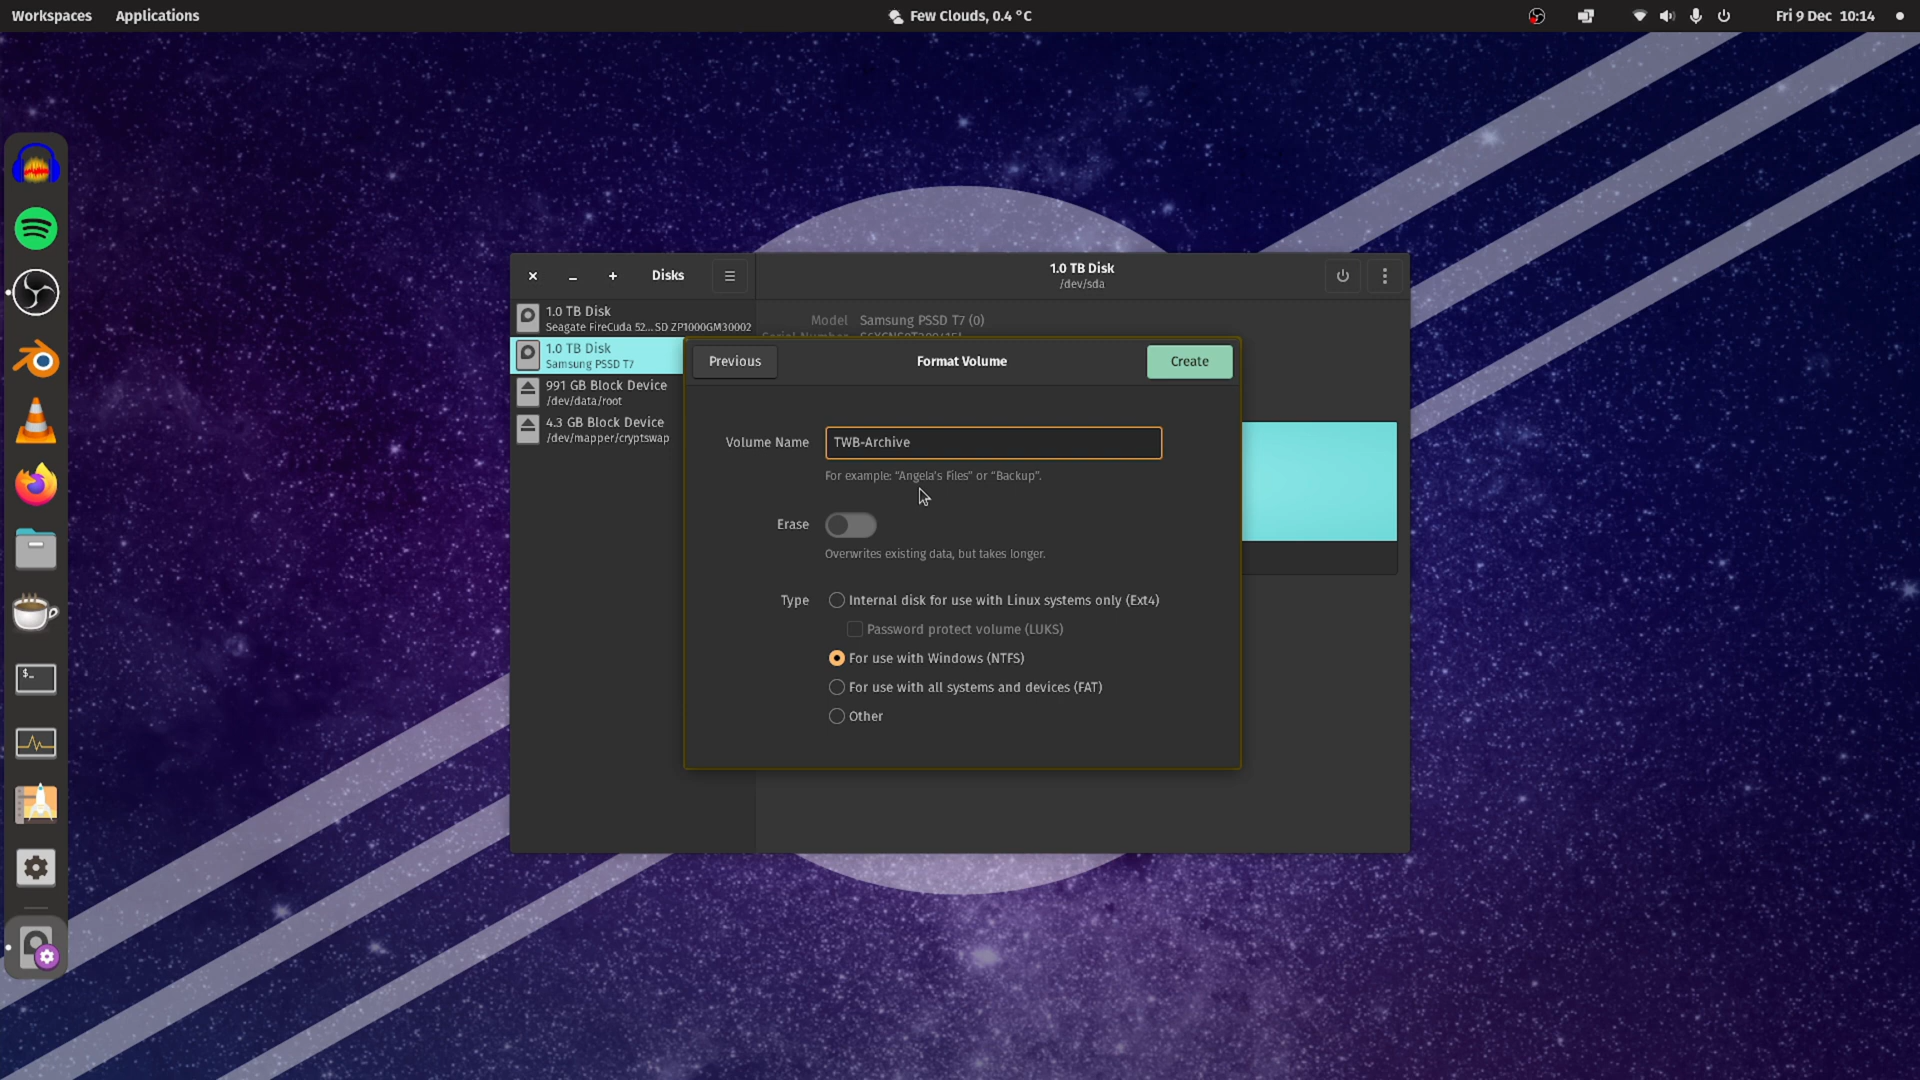 Workspaces Applications Few Clouds, 0.4 °C Fri 9 Dec 10:14
Disks
1.0 TB Disk
/dev/sda
1.0 TB Disk
Seagate FireCuda 52...SD ZP1000GM30002
1.0 TB Disk
Samsung PSSD T7
991 GB Block Device
/dev/data/root
4.3 GB Block Device
/dev/mapper/cryptswap
Model Samsung PSSD T7 (0)
Serial Number
Previous Format Volume Create
Volume Name TWB-Archive
For example: “Angela's Files” or “Backup”.
Erase
Overwrites existing data, but takes longer.
Type Internal disk for use with Linux systems only (Ext4)
Password protect volume (LUKS)
For use with Windows (NTFS)
For use with all systems and devices (FAT)
Other